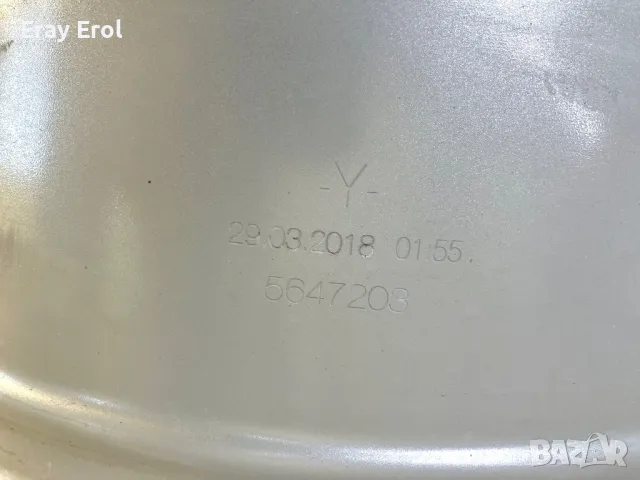 Eray Erol
-Y-
29.03.2018 01:55.
5647203
BAZAR